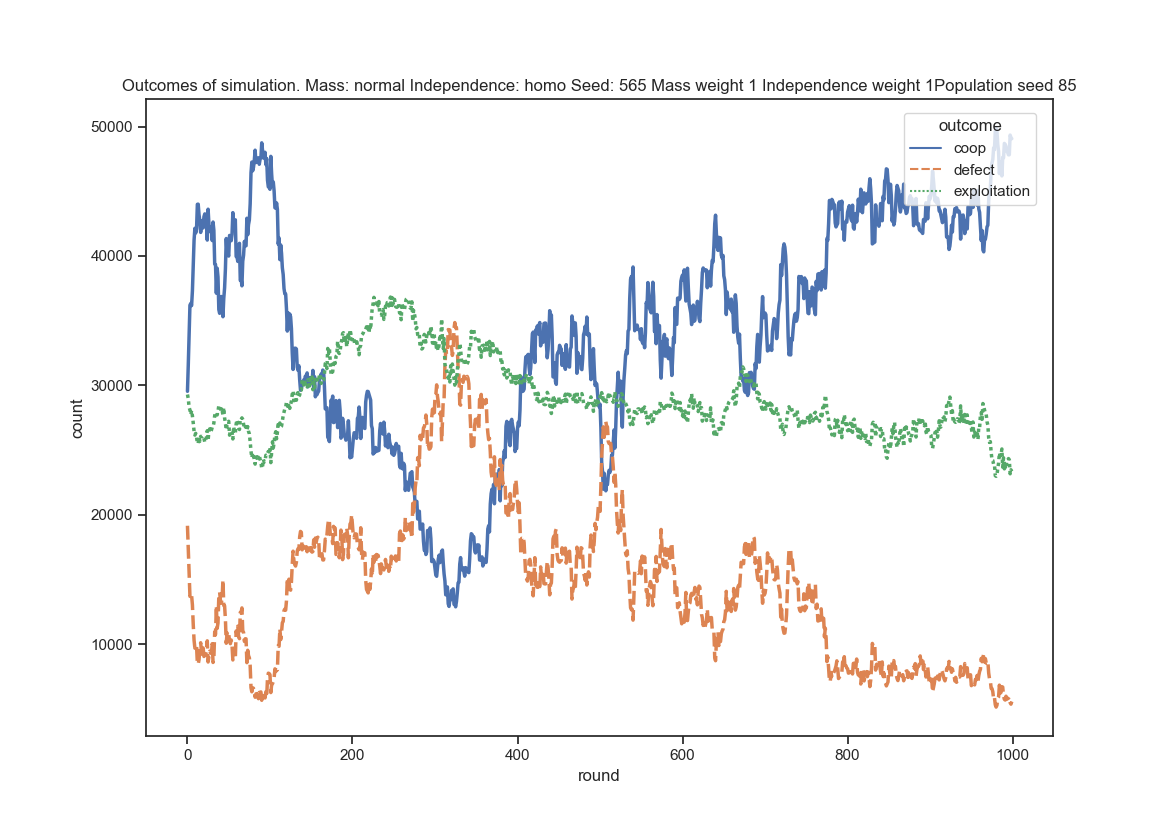 Outcomes of simulation. Mass: normal Independence: homo Seed: 565 Mass weight 1 Independence weight 1Population seed 85
outcome
coop
defect
exploitation
50000
40000
30000
20000
10000
count
0 200 400 600 800 1000
round